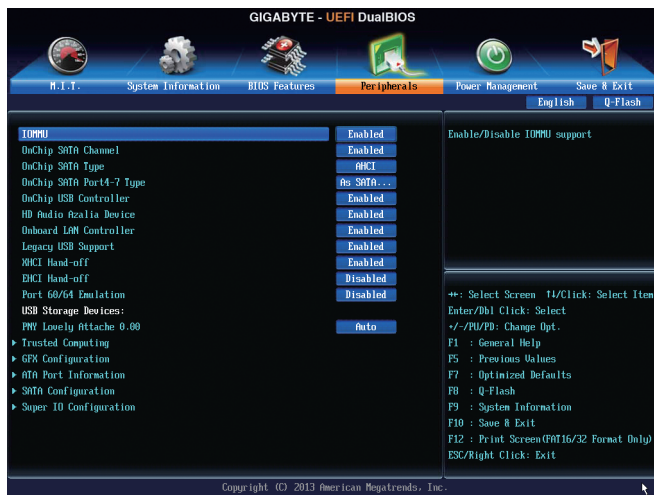 GIGABYTE - UEFI DualBIOS
M.I.T.
System Information
BIOS Features
Peripherals
Power Management
Save & Exit
English
Q-Flash
IOMMU Enabled
OnChip SATA Channel Enabled
OnChip SATA Type AHCI
OnChip SATA Port4-7 Type As SATA...
OnChip USB Controller Enabled
HD Audio Azalia Device Enabled
Onboard LAN Controller Enabled
Legacy USB Support Enabled
XHCI Hand-off Enabled
EHCI Hand-off Disabled
Port 60/64 Emulation Disabled
USB Storage Devices:
PNY Lovely Attache 0.00 Auto
Trusted Computing
GFX Configuration
ATA Port Information
SATA Configuration
Super IO Configuration
Enable/Disable IOMMU support
↔: Select Screen ↑↓/Click: Select Item
Enter/Dbl Click: Select
+/-/PU/PD: Change Opt.
F1 : General Help
F5 : Previous Values
F7 : Optimized Defaults
F8 : Q-Flash
F9 : System Information
F10 : Save & Exit
F12 : Print Screen(FAT16/32 Format Only)
ESC/Right Click: Exit
Copyright (C) 2013 American Megatrends, Inc.